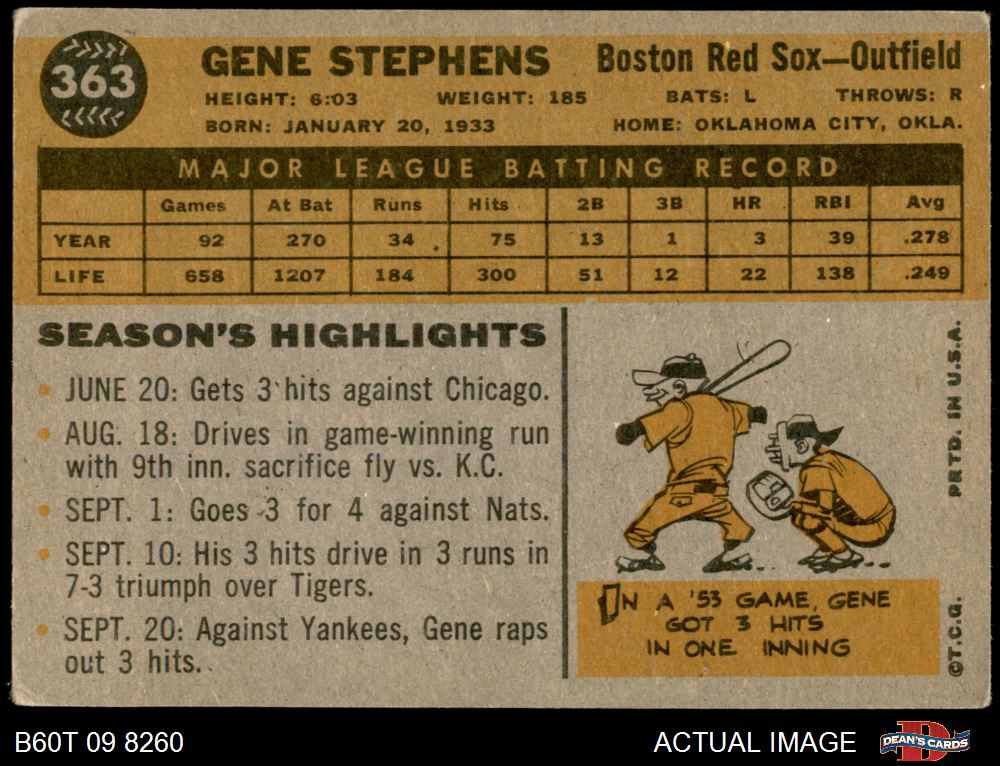 363
GENE STEPHENS
Boston Red Sox—Outfield
HEIGHT: 6:03 WEIGHT: 185 BATS: L THROWS: R
BORN: JANUARY 20, 1933 HOME: OKLAHOMA CITY, OKLA.
MAJOR LEAGUE BATTING RECORD
Games At Bat Runs Hits 2B 3B HR RBI Avg
YEAR 92 270 34 75 13 1 3 39 .278
LIFE 658 1207 184 300 51 12 22 138 .249
SEASON'S HIGHLIGHTS
• JUNE 20: Gets 3 hits against Chicago.
• AUG. 18: Drives in game-winning run
with 9th inn. sacrifice fly vs. K.C.
• SEPT. 1: Goes 3 for 4 against Nats.
• SEPT. 10: His 3 hits drive in 3 runs in
7-3 triumph over Tigers.
• SEPT. 20: Against Yankees, Gene raps
out 3 hits.
IN A '53 GAME, GENE
GOT 3 HITS
IN ONE INNING
©T.C.G. PRTD. IN U.S.A.
B60T 09 8260
ACTUAL IMAGE
D
DEAN'S CARDS